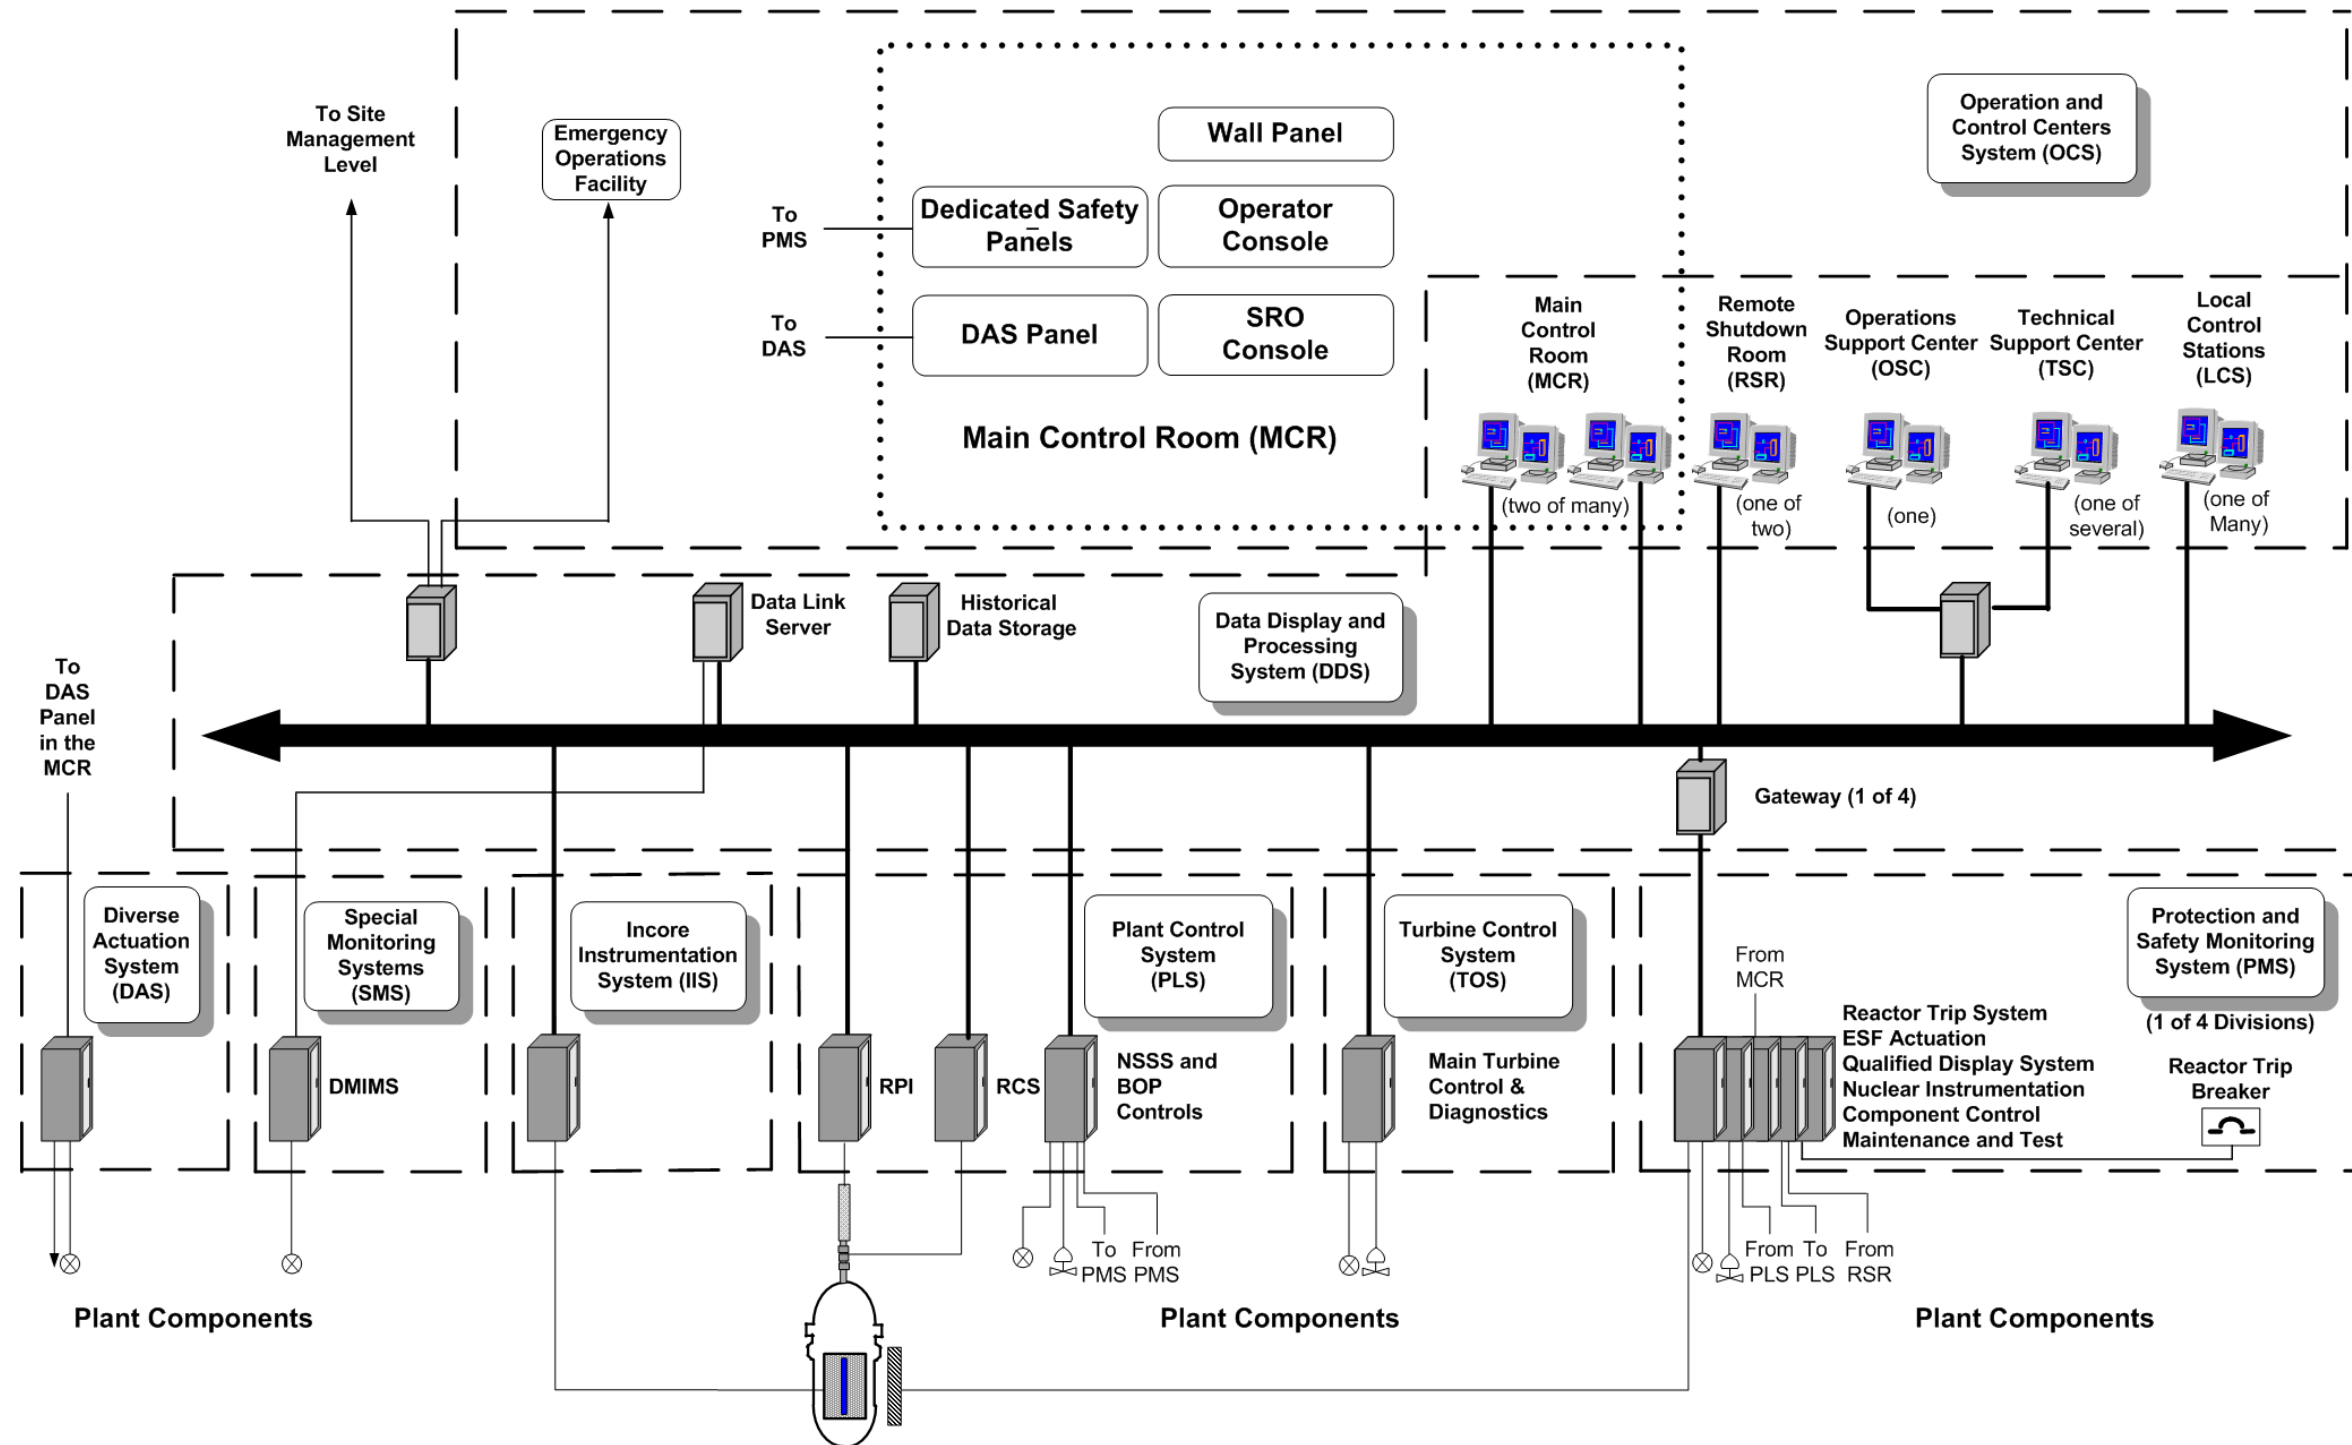 To Site
Management
Level
Emergency
Operations
Facility
Wall Panel
Operation and
Control Centers
System (OCS)
To
PMS
Dedicated Safety
Panels
Operator
Console
To
DAS
DAS Panel
SRO
Console
Main Control Room (MCR)
Main
Control
Room
(MCR)
Remote
Shutdown
Room
(RSR)
Operations
Support Center
(OSC)
Technical
Support Center
(TSC)
Local
Control
Stations
(LCS)
(two of many)
(one of
two)
(one)
(one of
several)
(one of
Many)
Data Link
Server
Historical
Data Storage
Data Display and
Processing
System (DDS)
To
DAS
Panel
in the
MCR
Gateway (1 of 4)
Diverse
Actuation
System
(DAS)
Special
Monitoring
Systems
(SMS)
Incore
Instrumentation
System (IIS)
Plant Control
System
(PLS)
Turbine Control
System
(TOS)
Protection and
Safety Monitoring
System (PMS)
(1 of 4 Divisions)
From
MCR
DMIMS
RPI
RCS
NSSS and
BOP
Controls
Main Turbine
Control &
Diagnostics
Reactor Trip System
ESF Actuation
Qualified Display System
Nuclear Instrumentation
Component Control
Maintenance and Test
Reactor Trip
Breaker
To
PMS
From
PMS
From
PLS
To
PLS
From
RSR
Plant Components
Plant Components
Plant Components